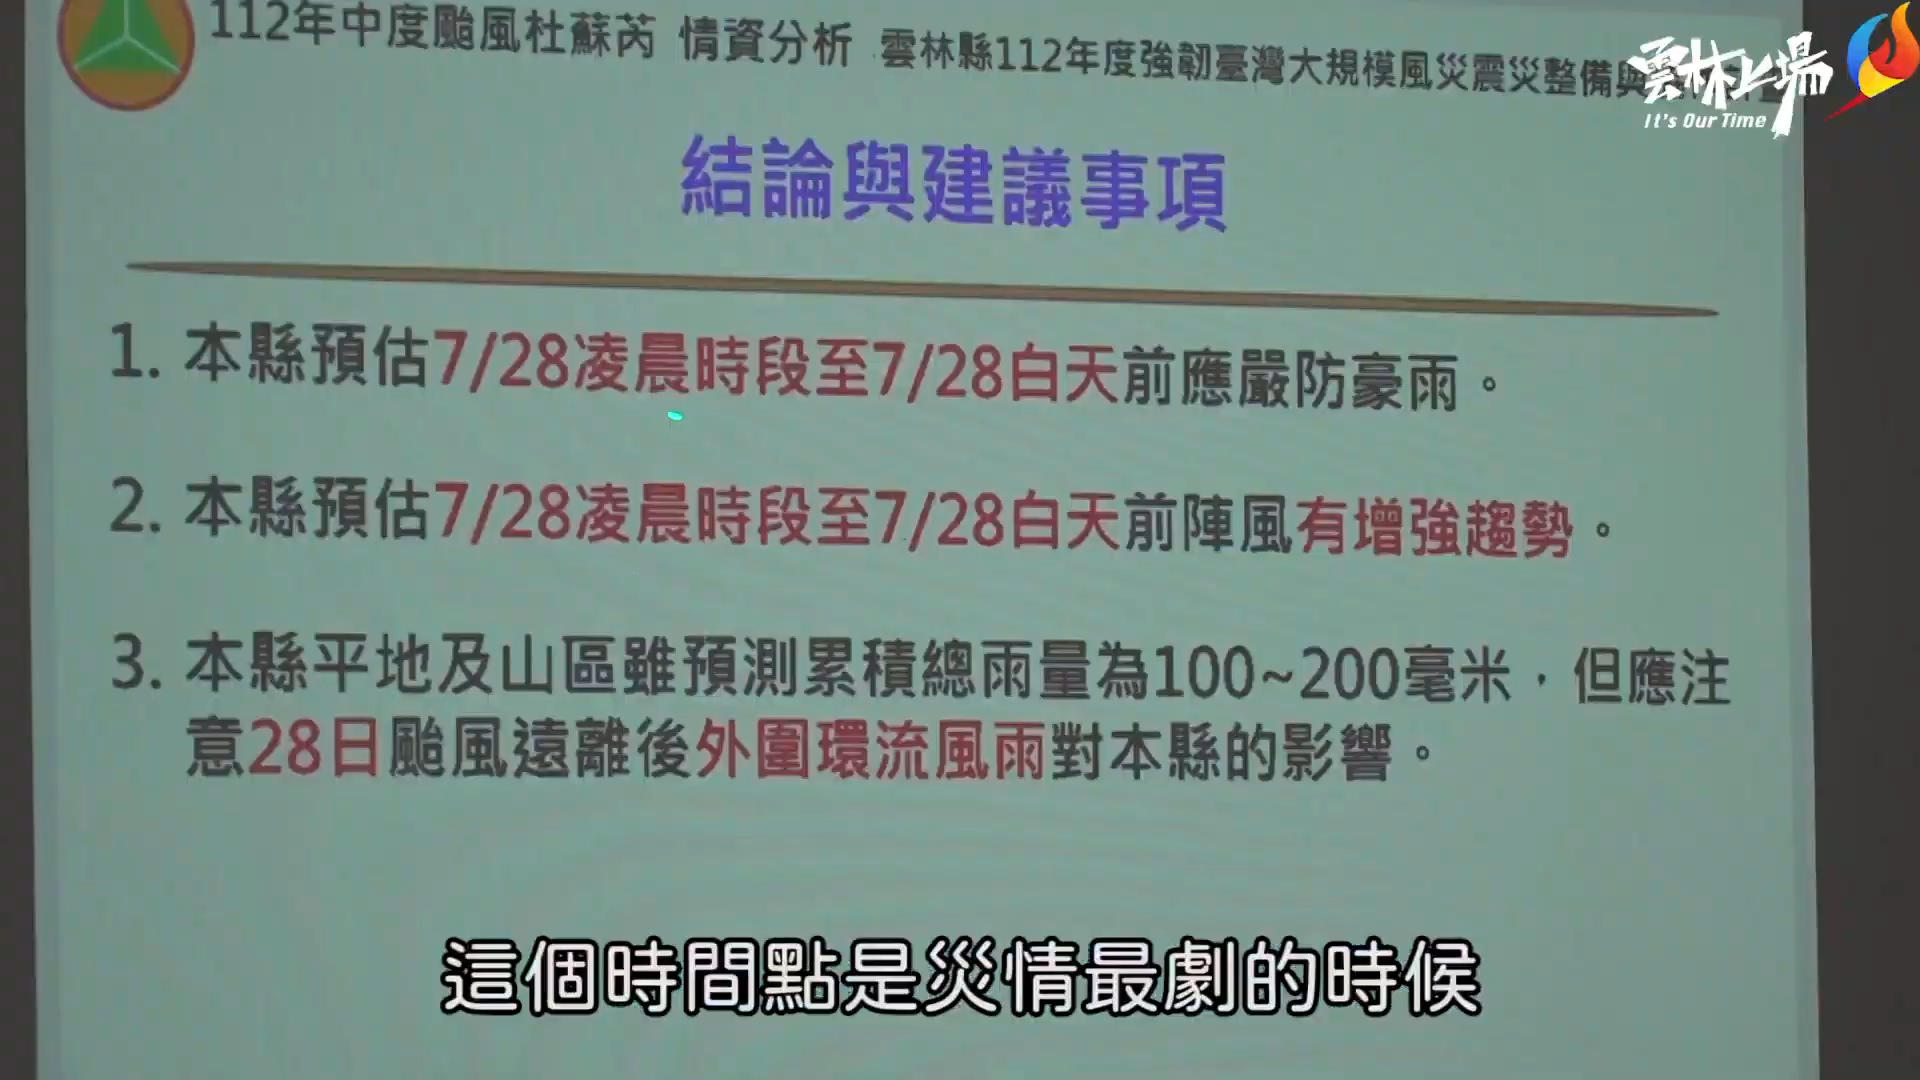 112年中度颱風杜蘇芮 情資分析 雲林縣112年度強韌臺灣大規模風災震災整備與
雲林上場
It's Our Time
結論與建議事項
1. 本縣預估7/28凌晨時段至7/28白天前應嚴防豪雨。
2. 本縣預估7/28凌晨時段至7/28白天前陣風有增強趨勢。
3. 本縣平地及山區雖預測累積總雨量為100~200毫米，但應注
意28日颱風遠離後外圍環流風雨對本縣的影響。
這個時間點是災情最劇的時候